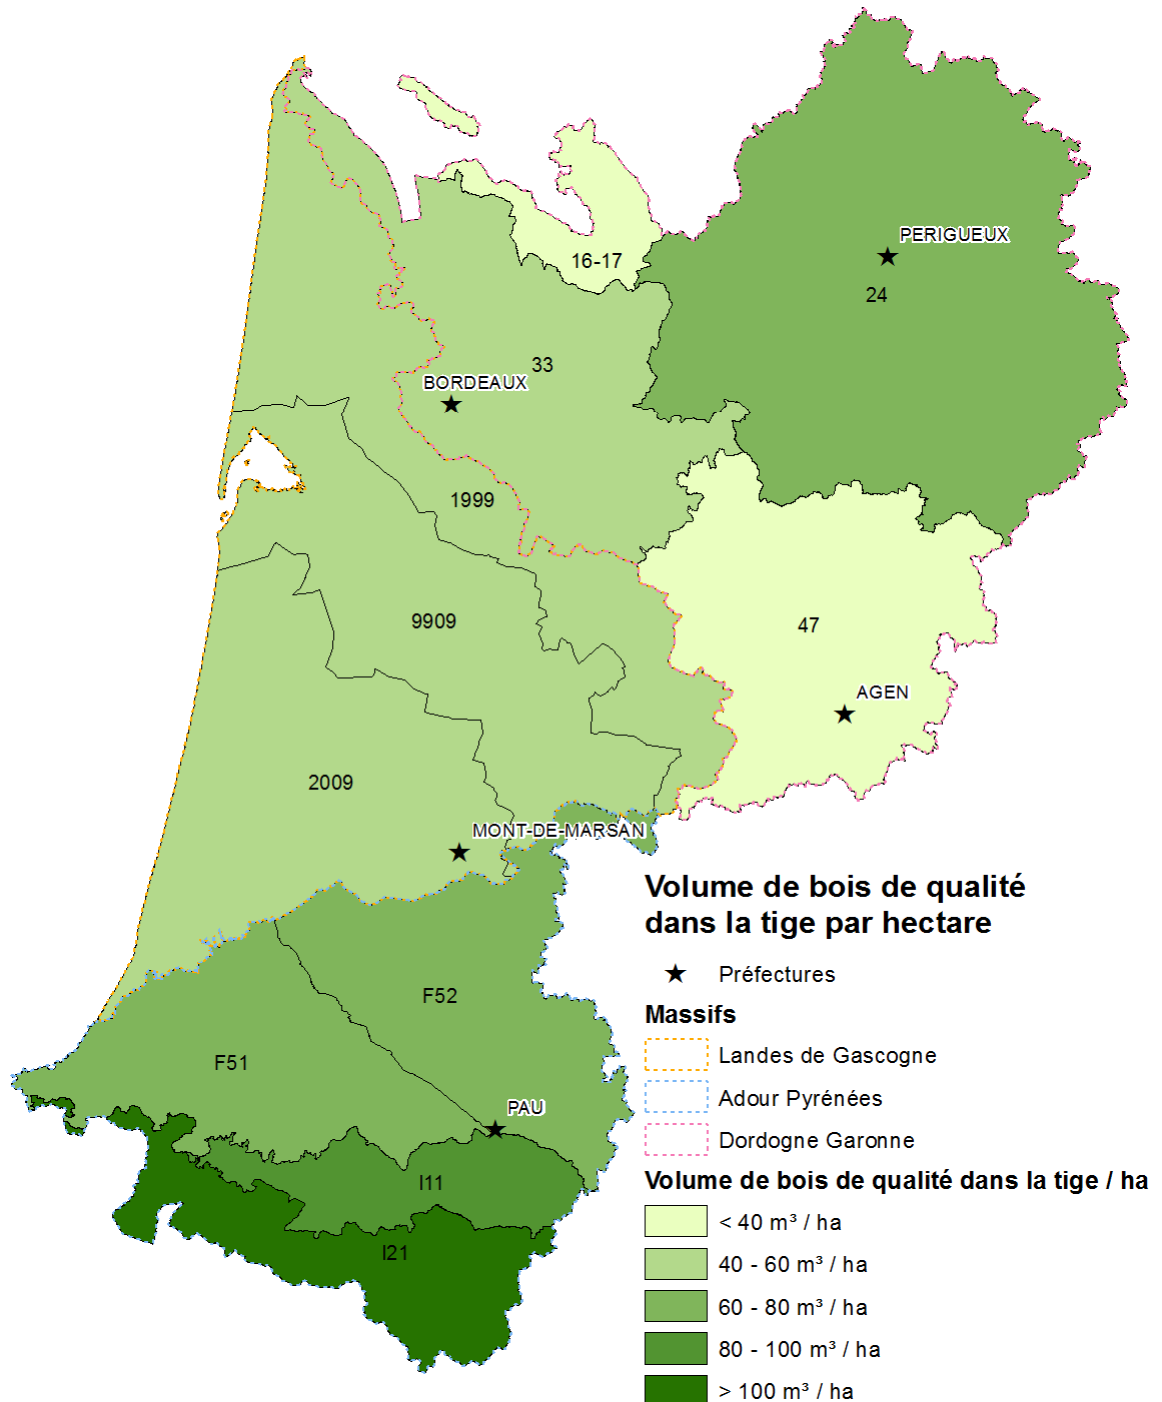 PERIGUEUX
16-17
24
33
BORDEAUX
1999
9909
47
AGEN
2009
MONT-DE-MARSAN
F52
F51
PAU
I11
I21
Volume de bois de qualité
dans la tige par hectare
Préfectures
Massifs
Landes de Gascogne
Adour Pyrénées
Dordogne Garonne
Volume de bois de qualité dans la tige / ha
< 40 m³ / ha
40 - 60 m³ / ha
60 - 80 m³ / ha
80 - 100 m³ / ha
> 100 m³ / ha